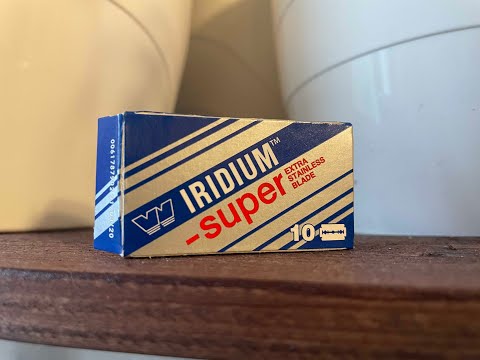 IRIDIUM™
-super
EXTRA
STAINLESS
BLADE
10